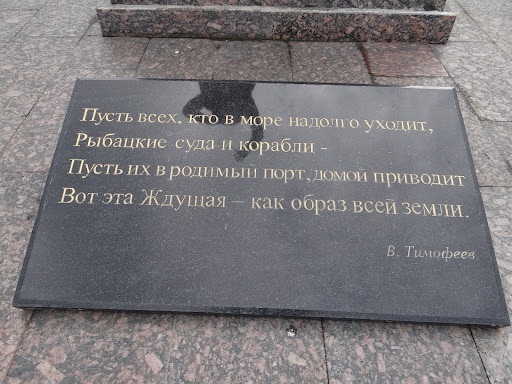 Пусть всех, кто в море надолго уходит,
Рыбацкие суда и корабли -
Пусть их в родимый порт, домой приводит
Вот эта Ждущая – как образ всей земли.
В. Тимофеев